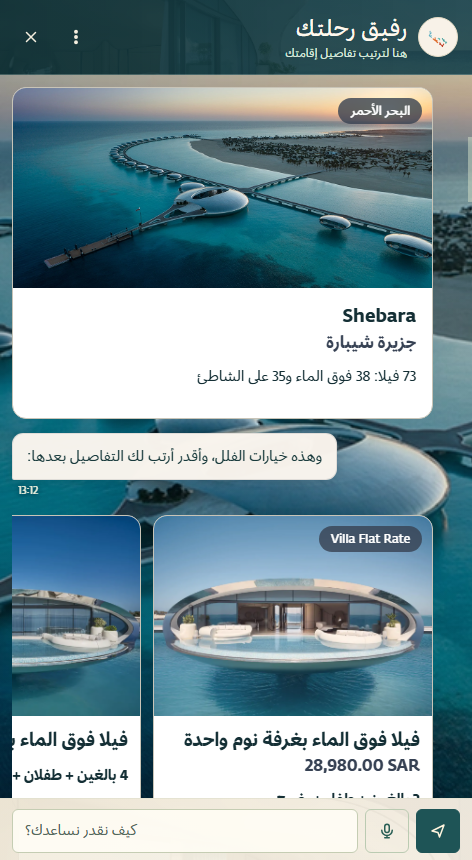 رفيق رحلتك
هنا لترتيب تفاصيل إقامتك
البحر الأحمر
Shebara
جزيرة شيبارة
73 فيلا: 38 فوق الماء و35 على الشاطئ
وهذه خيارات الفلل، وأقدر أرتب لك التفاصيل بعدها:
13:12
Villa Flat Rate
فيلا فوق الماء بغرفة نوم واحدة
28,980.00 SAR
فيلا فوق الماء
4 بالغين + طفلان +
كيف نقدر نساعدك؟